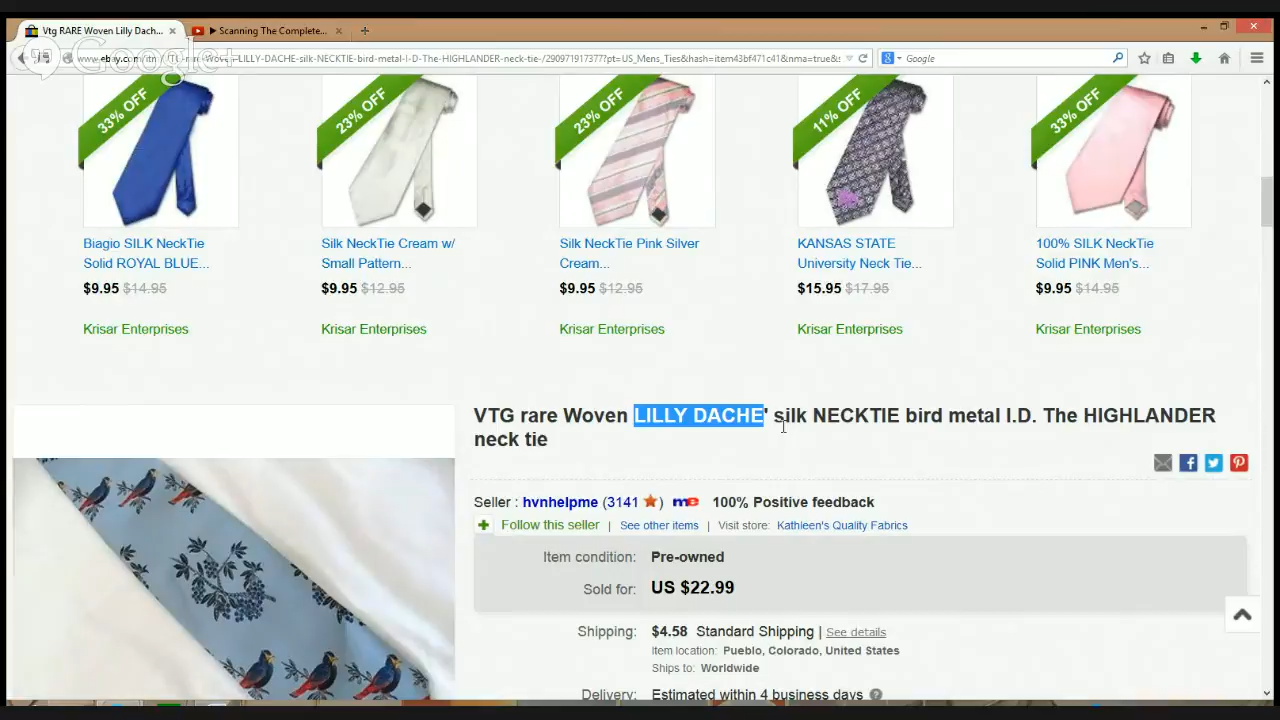 Vtg RARE Woven Lilly Dach...
Scanning The Complete...
Google+
Google
33% OFF
23% OFF
23% OFF
11% OFF
33% OFF
Biagio SILK NeckTie
Solid ROYAL BLUE...
$9.95 $14.95
Krisar Enterprises
Silk NeckTie Cream w/
Small Pattern...
$9.95 $12.95
Krisar Enterprises
Silk NeckTie Pink Silver
Cream...
$9.95 $12.95
Krisar Enterprises
KANSAS STATE
University Neck Tie...
$15.95 $17.95
Krisar Enterprises
100% SILK NeckTie
Solid PINK Men's...
$9.95 $14.95
Krisar Enterprises
VTG rare Woven LILLY DACHE' silk NECKTIE bird metal I.D. The HIGHLANDER
neck tie
Seller : hvnhelpme (3141 ) me 100% Positive feedback
Follow this seller | See other items | Visit store: Kathleen's Quality Fabrics
Item condition: Pre-owned
Sold for: US $22.99
Shipping: $4.58 Standard Shipping | See details
Item location: Pueblo, Colorado, United States
Ships to: Worldwide
Delivery: Estimated within 4 business days